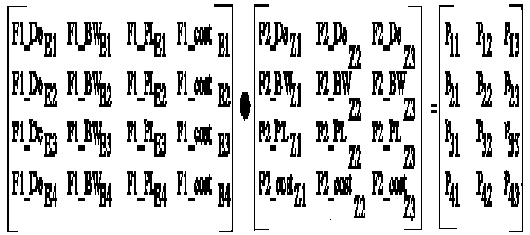 F1_De E1 F1_BW E1 F1_PL E1 F1_cost E1 F2_De Z1 F2_De Z2 F2_De Z3 P11 P12 P13
F1_De E2 F1_BW E2 F1_PL E2 F1_cost E2 F2_BW Z1 F2_BW Z2 F2_BW Z3 = P21 P22 P23
F1_De E3 F1_BW E3 F1_PL E3 F1_cost E3 F2_PL Z1 F2_PL Z2 F2_PL Z3 P31 P32 P33
F1_De E4 F1_BW E4 F1_PL E4 F1_cost E4 F2_cost Z1 F2_cost Z2 F2_cost Z3 P41 P42 P43